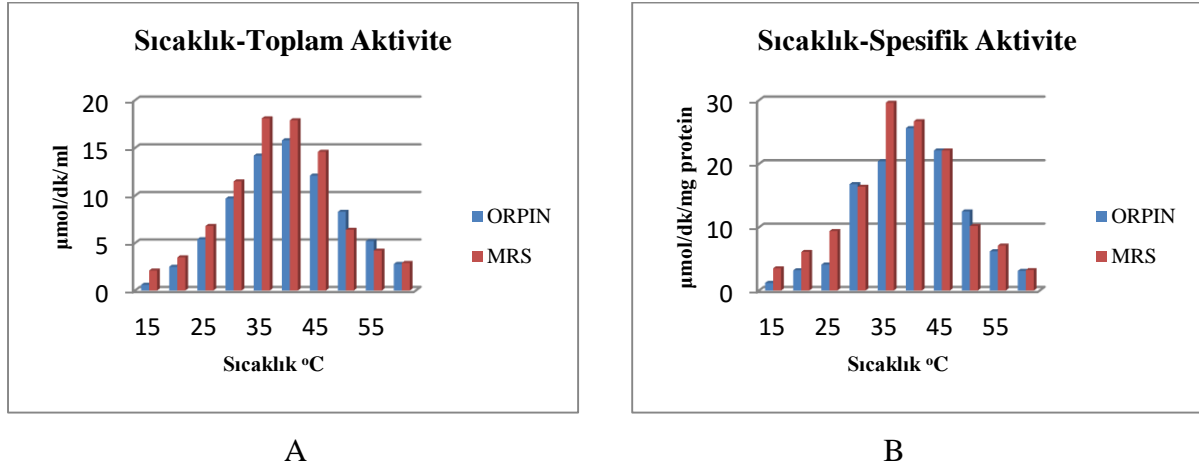 Sıcaklık-Toplam Aktivite
µmol/dk/ml
20
15
10
5
0
15 25 35 45 55
Sıcaklık ºC
ORPIN
MRS
A
Sıcaklık-Spesifik Aktivite
µmol/dk/mg protein
30
20
10
0
15 25 35 45 55
Sıcaklık ºC
ORPIN
MRS
B